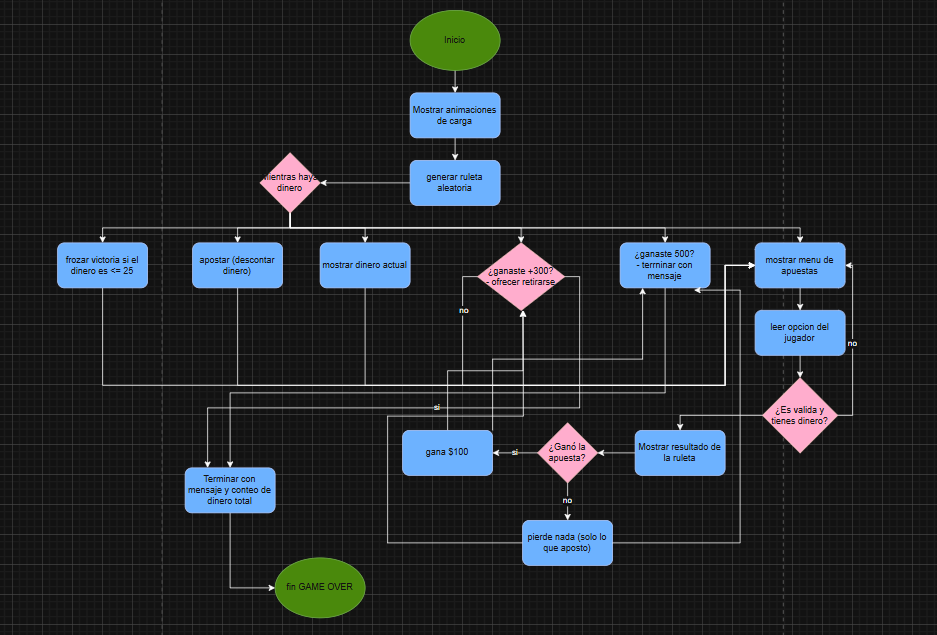 Inicio
Mostrar animaciones
de carga
generar ruleta
aleatoria
mientras haya
dinero
frozar victoria si el
dinero es <= 25
apostar (descontar
dinero)
mostrar dinero actual
¿ganaste +300?
- ofrecer retirarse
¿ganaste 500?
- terminar con
mensaje
mostrar menu de
apuestas
no
leer opcion del
jugador
no
¿Es valida y
tienes dinero?
si
gana $100
si
¿Ganó la
apuesta?
Mostrar resultado de
la ruleta
Terminar con
mensaje y conteo de
dinero total
no
pierde nada (solo lo
que aposto)
fin GAME OVER